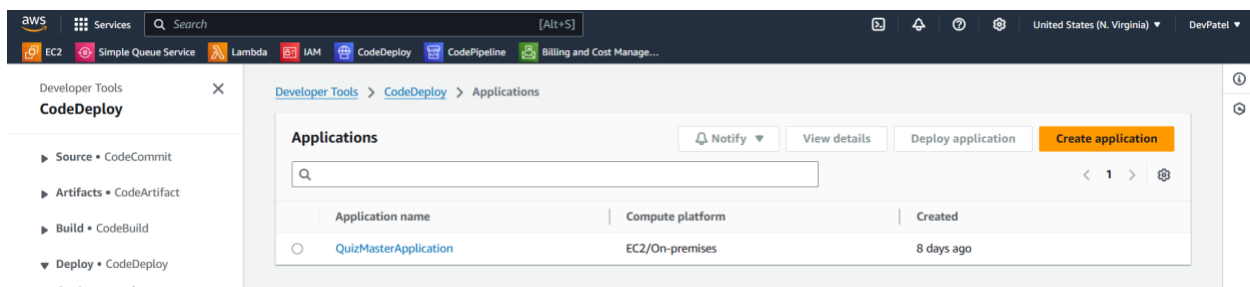 aws Services Search [Alt+S] United States (N. Virginia) DevPatel
EC2 Simple Queue Service Lambda IAM CodeDeploy CodePipeline Billing and Cost Manage...
Developer Tools
CodeDeploy
Source • CodeCommit
Artifacts • CodeArtifact
Build • CodeBuild
Deploy • CodeDeploy
Developer Tools > CodeDeploy > Applications
Applications Notify View details Deploy application Create application
< 1 >
Application name Compute platform Created
QuizMasterApplication EC2/On-premises 8 days ago